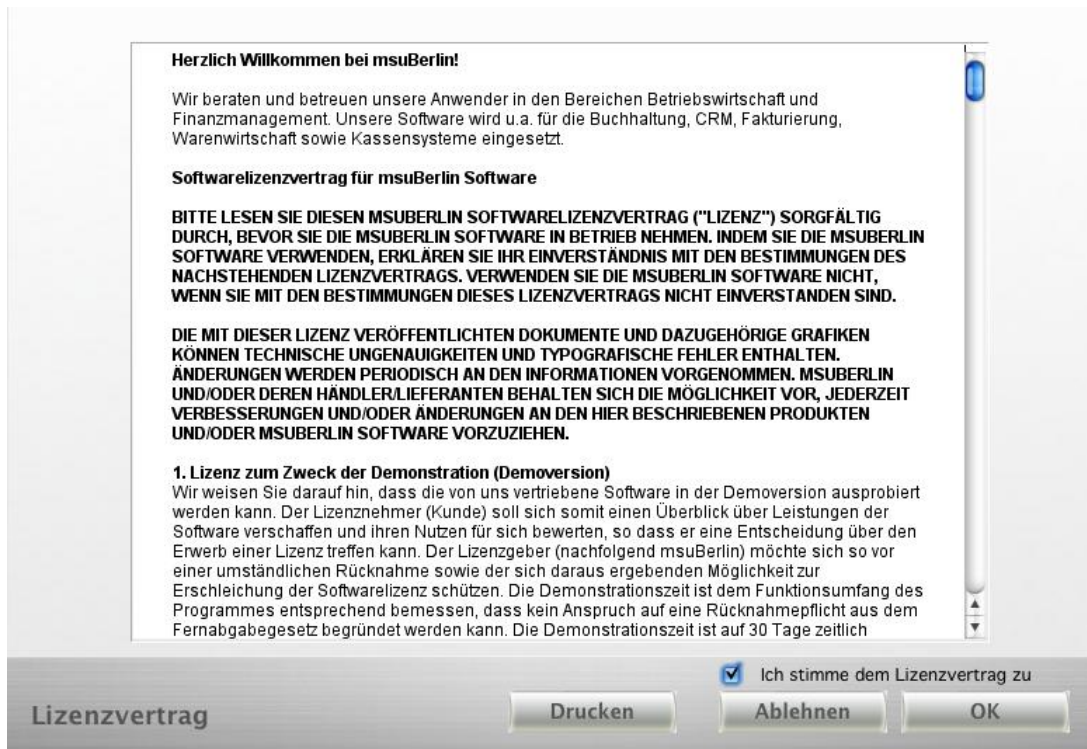 Herzlich Willkommen bei msuBerlin!
Wir beraten und betreuen unsere Anwender in den Bereichen Betriebswirtschaft und
Finanzmanagement. Unsere Software wird u.a. für die Buchhaltung, CRM, Fakturierung,
Warenwirtschaft sowie Kassensysteme eingesetzt.
Softwarelizenzvertrag für msuBerlin Software
BITTE LESEN SIE DIESEN MSUBERLIN SOFTWARELIZENZVERTRAG ("LIZENZ") SORGFÄLTIG
DURCH, BEVOR SIE DIE MSUBERLIN SOFTWARE IN BETRIEB NEHMEN. INDEM SIE DIE MSUBERLIN
SOFTWARE VERWENDEN, ERKLÄREN SIE IHR EINVERSTÄNDNIS MIT DEN BESTIMMUNGEN DES
NACHSTEHENDEN LIZENZVERTRAGS. VERWENDEN SIE DIE MSUBERLIN SOFTWARE NICHT,
WENN SIE MIT DEN BESTIMMUNGEN DIESES LIZENZVERTRAGS NICHT EINVERSTANDEN SIND.
DIE MIT DIESER LIZENZ VERÖFFENTLICHTEN DOKUMENTE UND DAZUGEHÖRIGE GRAFIKEN
KÖNNEN TECHNISCHE UNGENAUIGKEITEN UND TYPOGRAFISCHE FEHLER ENTHALTEN.
ÄNDERUNGEN WERDEN PERIODISCH AN DEN INFORMATIONEN VORGENOMMEN. MSUBERLIN
UND/ODER DEREN HÄNDLER/LIEFERANTEN BEHALTEN SICH DIE MÖGLICHKEIT VOR, JEDERZEIT
VERBESSERUNGEN UND/ODER ÄNDERUNGEN AN DEN HIER BESCHRIEBENEN PRODUKTEN
UND/ODER MSUBERLIN SOFTWARE VORZUZIEHEN.
1. Lizenz zum Zweck der Demonstration (Demoversion)
Wir weisen Sie darauf hin, dass die von uns vertriebene Software in der Demoversion ausprobiert
werden kann. Der Lizenznehmer (Kunde) soll sich somit einen Überblick über Leistungen der
Software verschaffen und ihren Nutzen für sich bewerten, so dass er eine Entscheidung über den
Erwerb einer Lizenz treffen kann. Der Lizenzgeber (nachfolgend msuBerlin) möchte sich so vor
einer umständlichen Rücknahme sowie der sich daraus ergebenden Möglichkeit zur
Erschleichung der Softwarelizenz schützen. Die Demonstrationszeit ist dem Funktionsumfang des
Programmes entsprechend bemessen, dass kein Anspruch auf eine Rücknahmepflicht aus dem
Fernabgabegesetz begründet werden kann. Die Demonstrationszeit ist auf 30 Tage zeitlich
Ich stimme dem Lizenzvertrag zu
Lizenzvertrag
Drucken
Ablehnen
OK